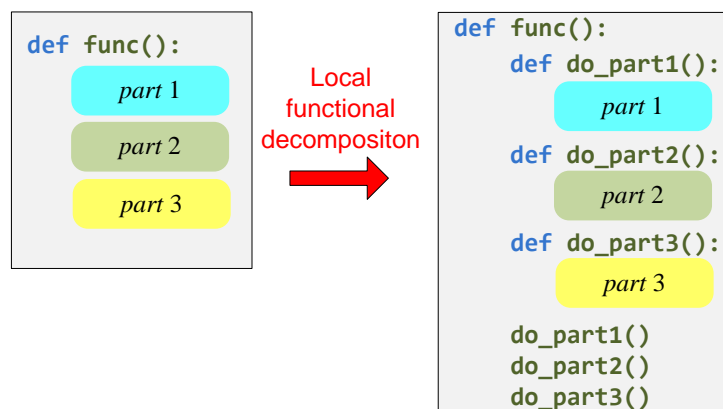 def func():
part 1
part 2
part 3
Local
functional
decompositon
def func():
def do_part1():
part 1
def do_part2():
part 2
def do_part3():
part 3
do_part1()
do_part2()
do_part3()